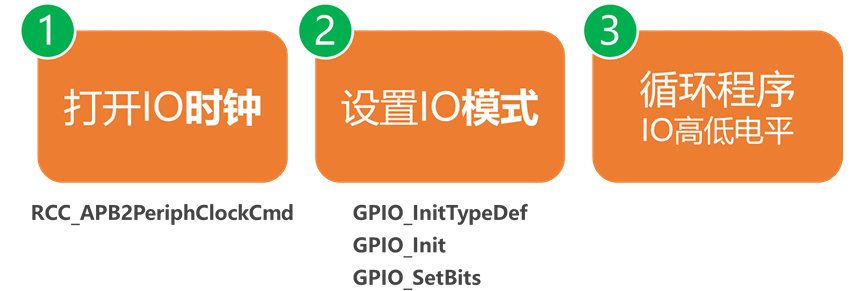 1
打开IO时钟
RCC_APB2PeriphClockCmd
2
设置IO模式
GPIO_InitTypeDef
GPIO_Init
GPIO_SetBits
3
循环程序
IO高低电平